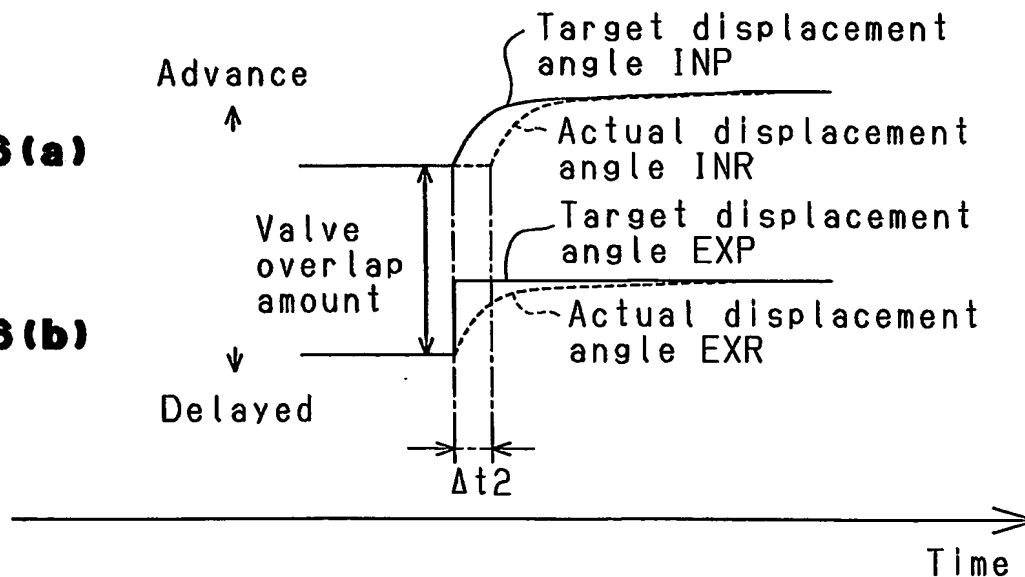 Target displacement
angle INP
Advance
6(a)
Actual displacement
angle INR
Valve
overlap
amount
Target displacement
angle EXP
6(b)
Actual displacement
angle EXR
Delayed
Δt2
Time